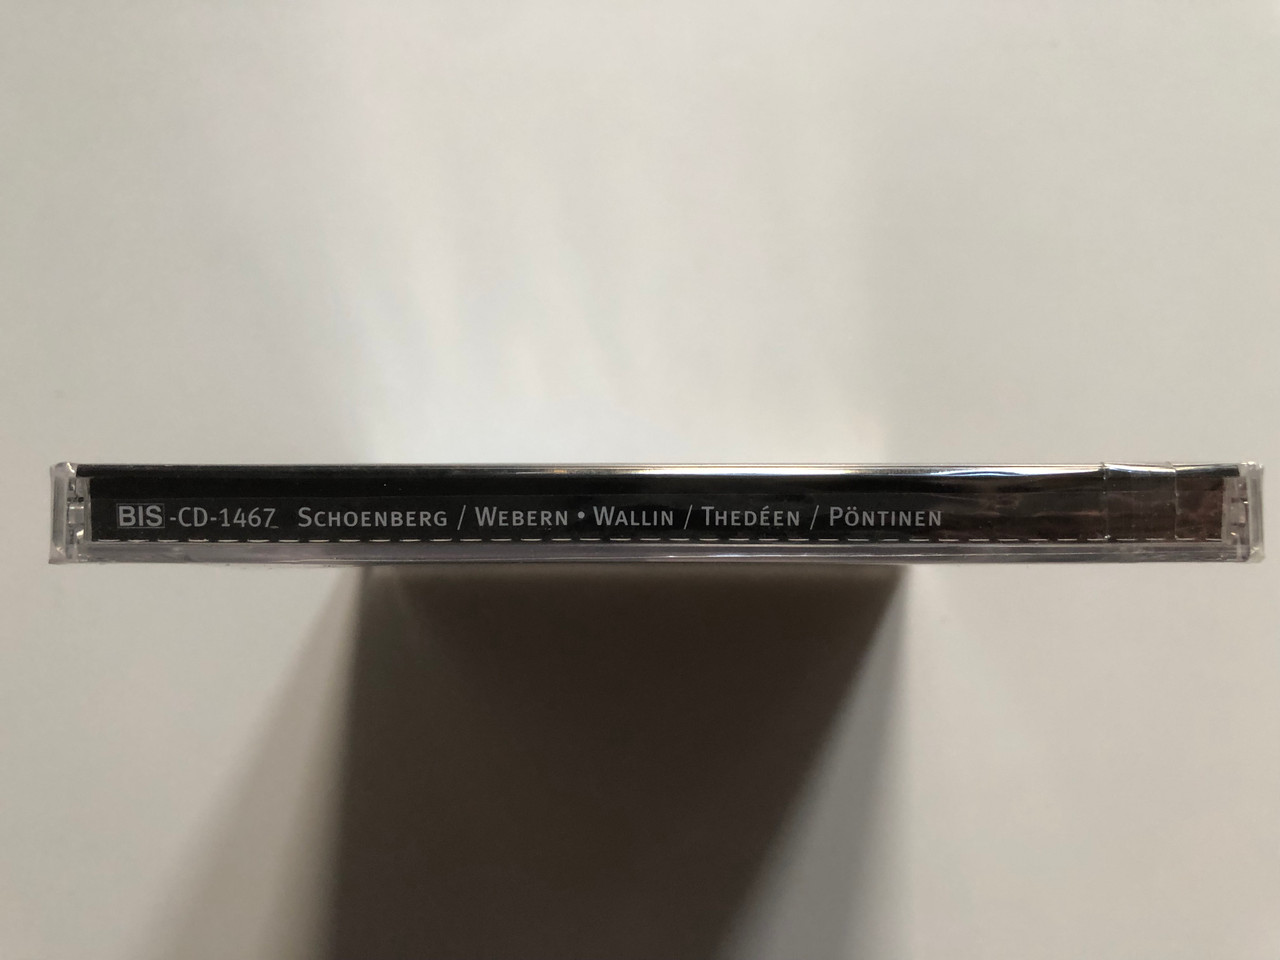 BIS-CD-1467 SCHOENBERG / WEBERN • WALLIN / THEDÉEN / PÖNTINEN